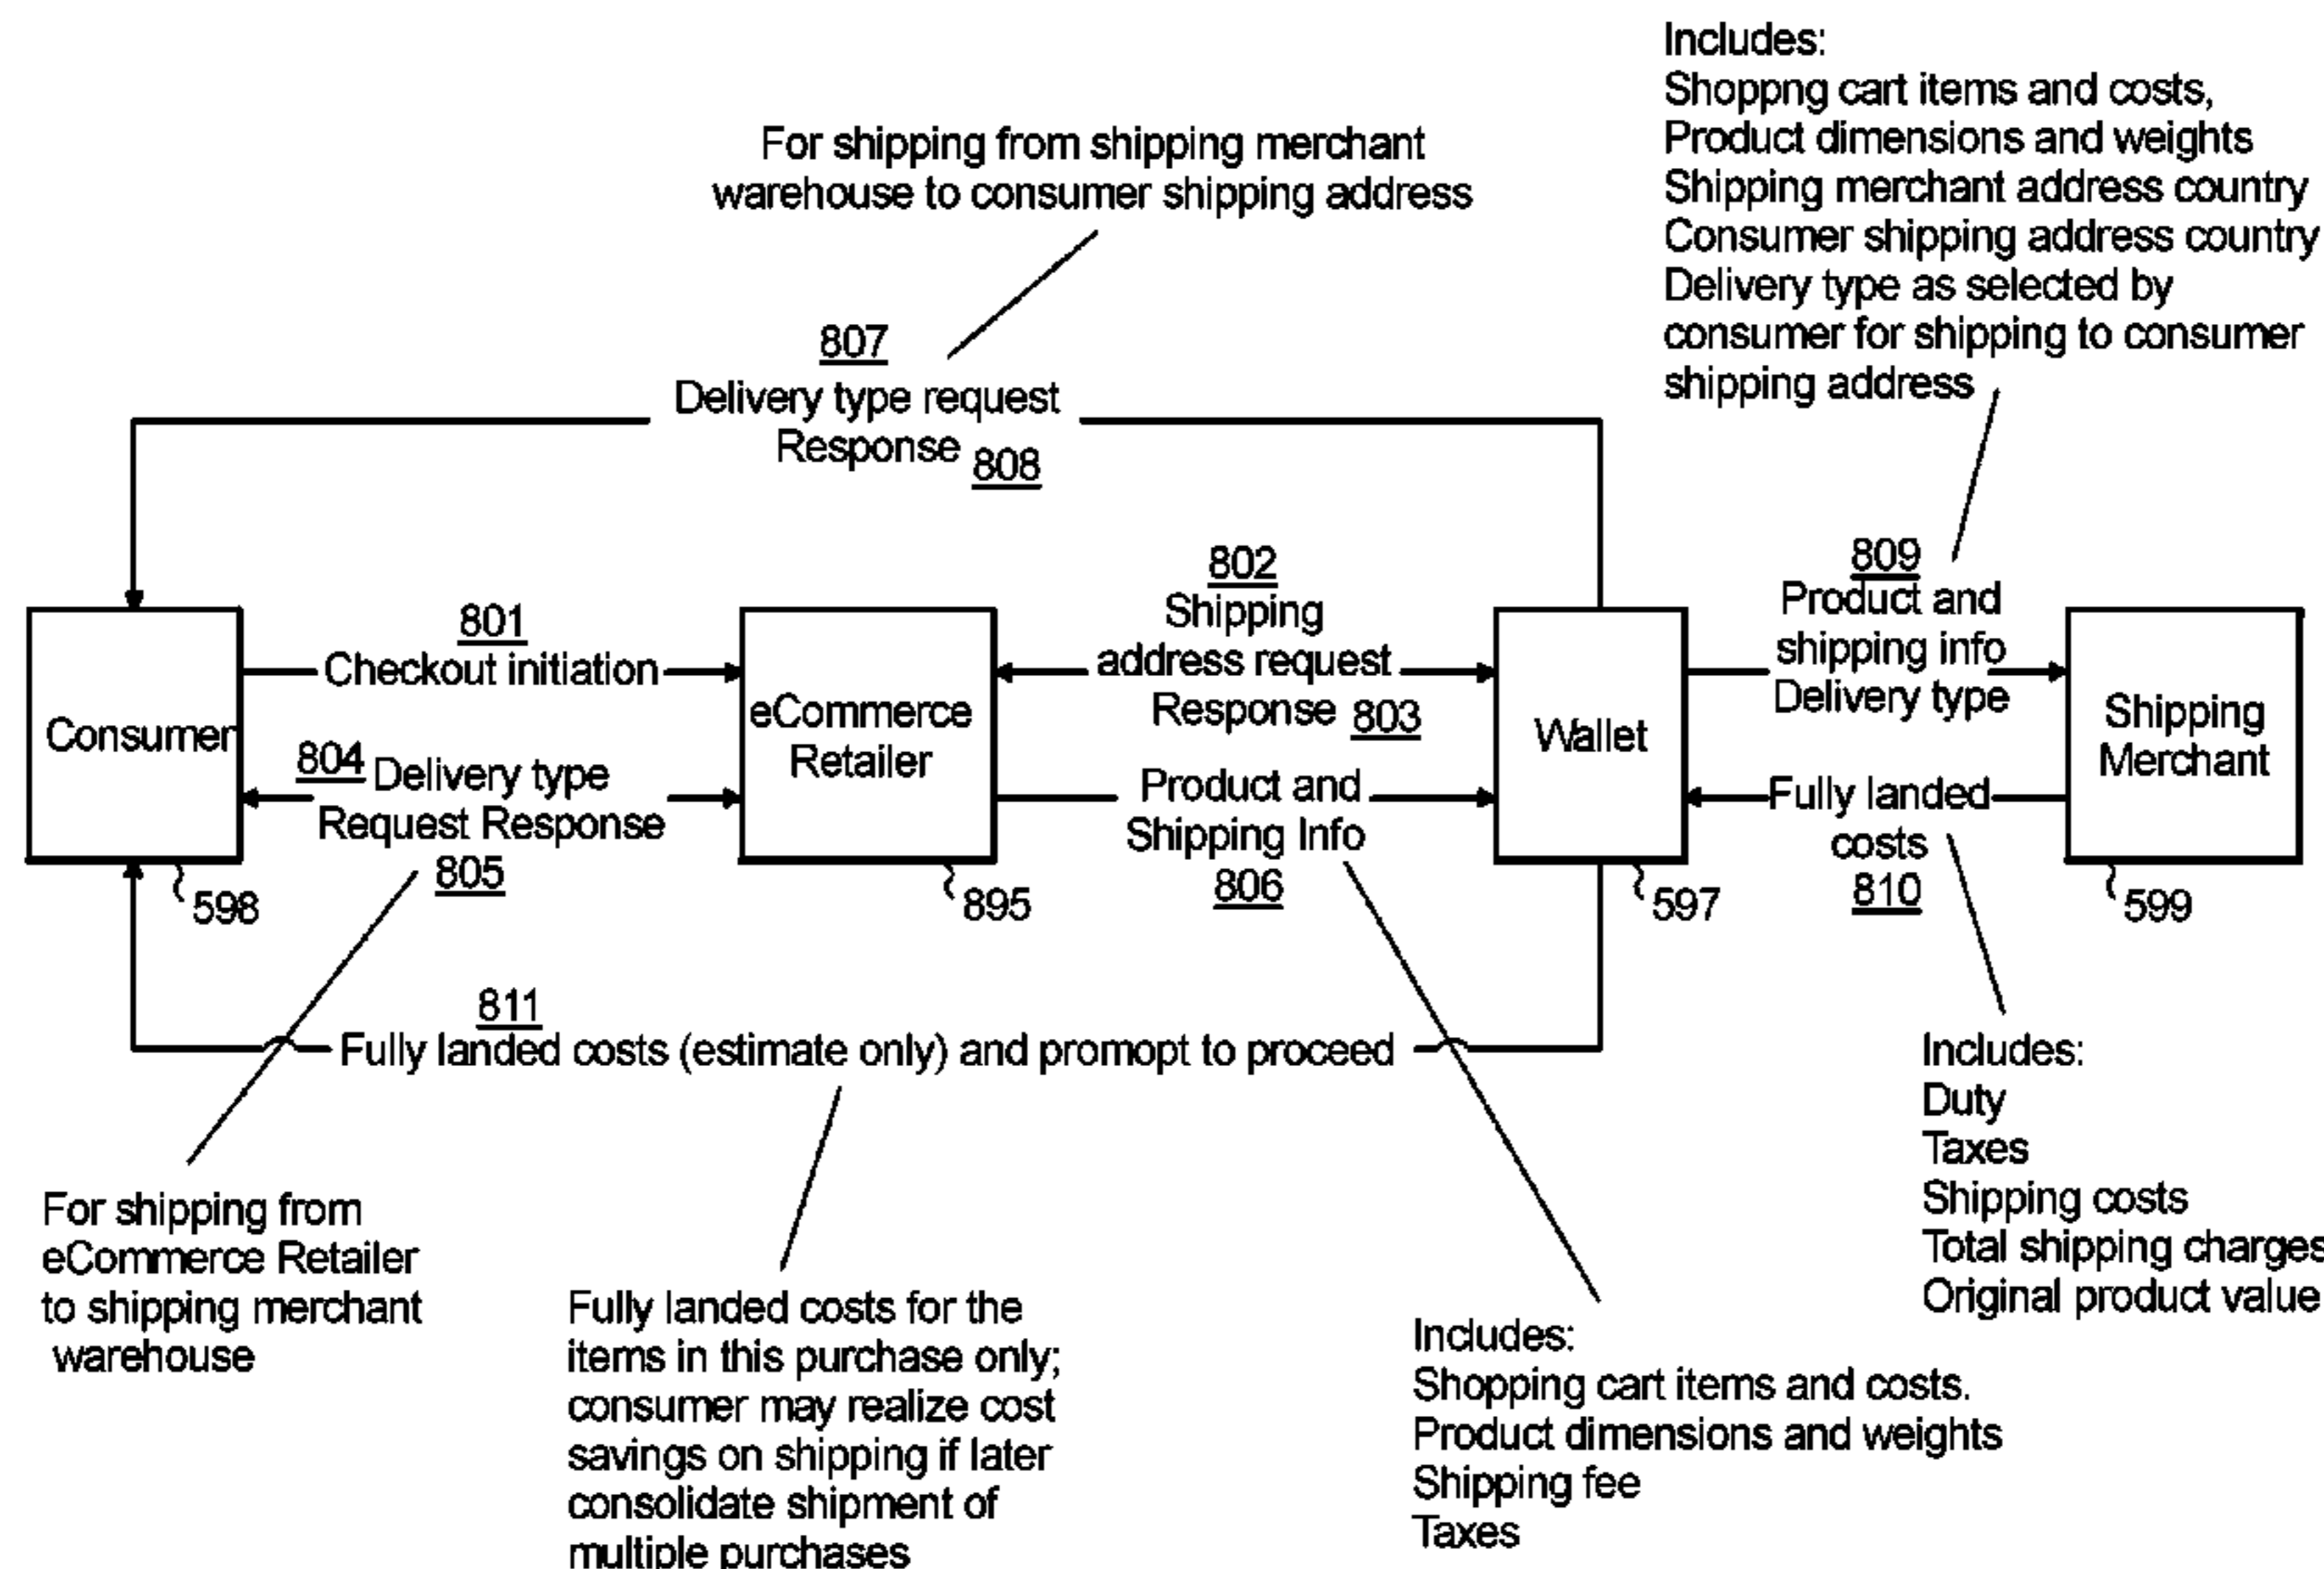 Includes:
Shoppng cart items and costs,
Product dimensions and weights
Shipping merchant address country
Consumer shipping address country
Delivery type as selected by
consumer for shipping to consumer
shipping address
For shipping from shipping merchant
warehouse to consumer shipping address
807
Delivery type request
Response 808
801
Checkout initiation
802
Shipping
address request
Response 803
809
Product and
shipping info
Delivery type
Consumer
eCommerce
Retailer
Wallet
Shipping
Merchant
804 Delivery type
Request Response
805
Product and
Shipping Info
806
Fully landed
costs
810
598
895
597
599
811
Fully landed costs (estimate only) and promopt to proceed
For shipping from
eCommerce Retailer
to shipping merchant
warehouse
Fully landed costs for the
items in this purchase only;
consumer may realize cost
savings on shipping if later
consolidate shipment of
multiple purchases
Includes:
Shopping cart items and costs.
Product dimensions and weights
Shipping fee
Taxes
Includes:
Duty
Taxes
Shipping costs
Total shipping charges
Original product value